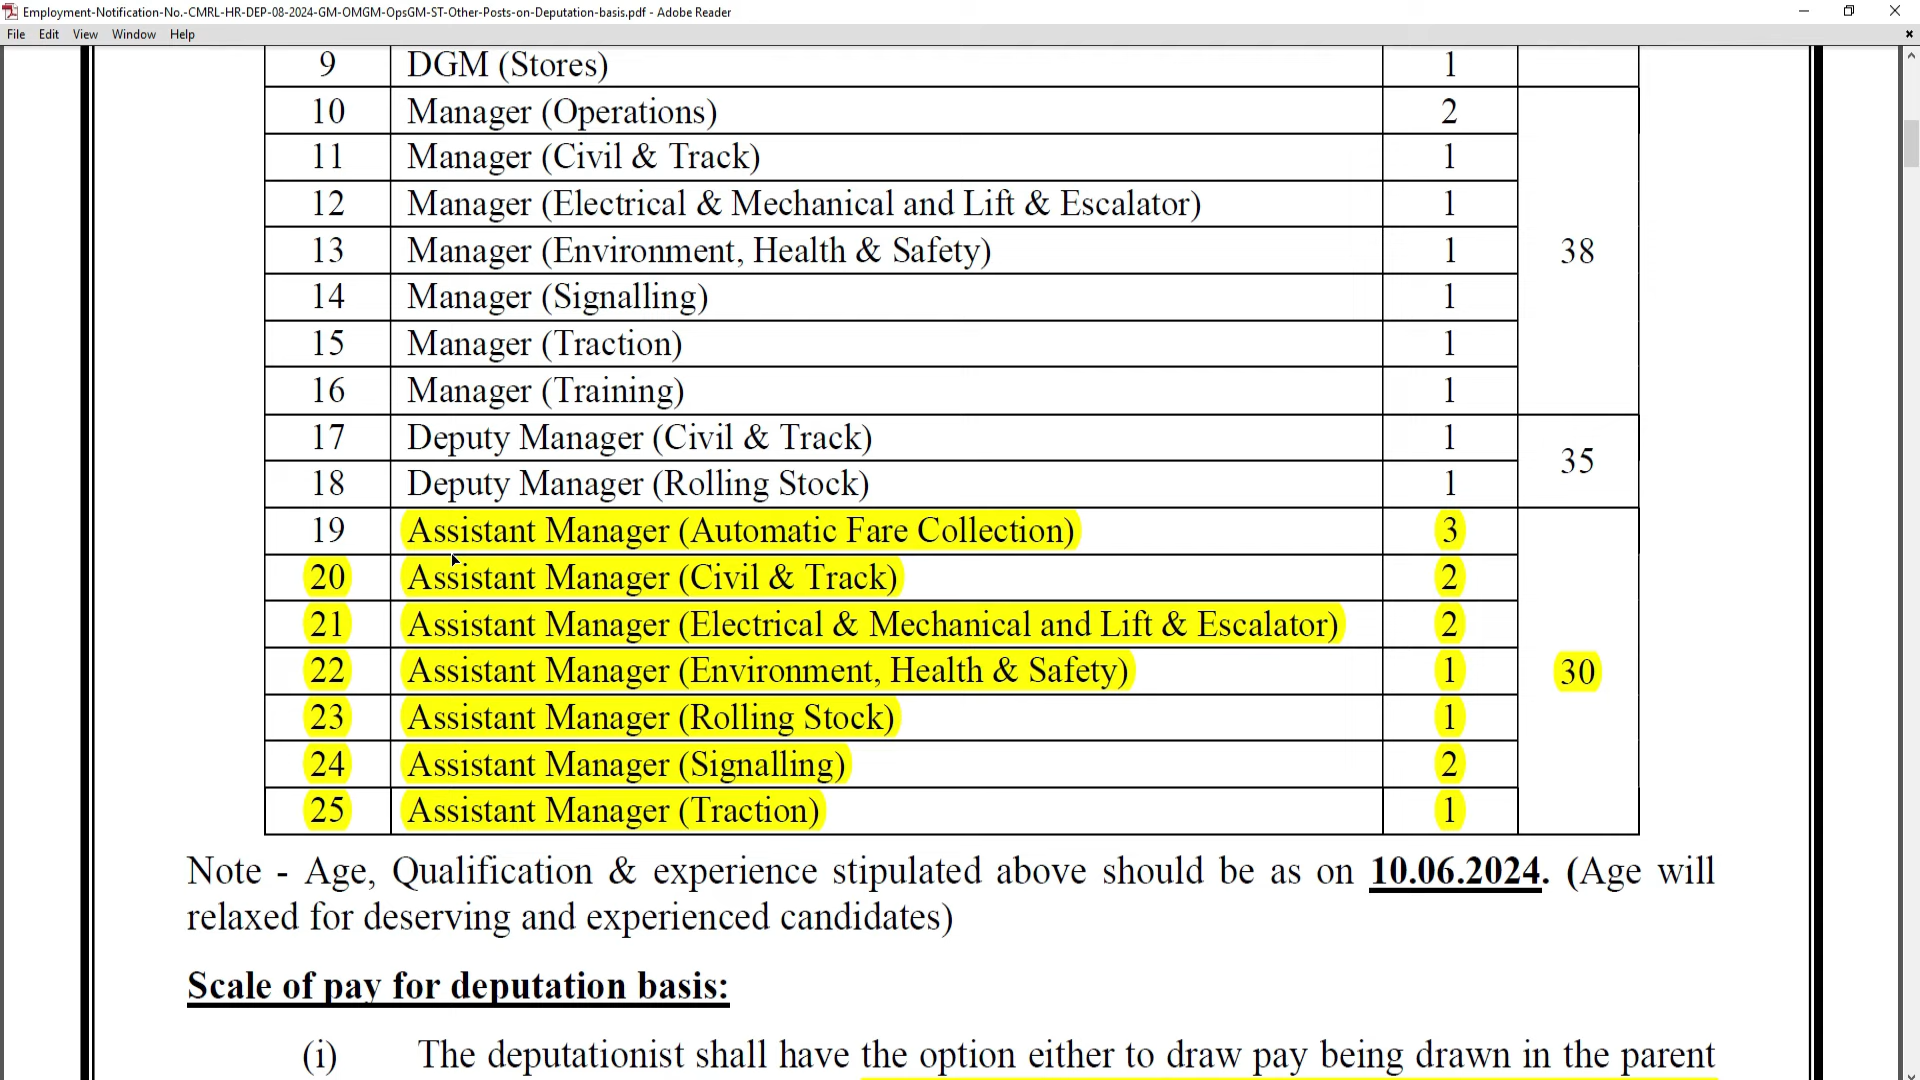 Employment-Notification-No.-CMRL-HR-DEP-08-2024-GM-OMGM-OpsGM-ST-Other-Posts-on-Deputation-basis.pdf - Adobe Reader
File Edit View Window Help
9 DGM (Stores) 1
10 Manager (Operations) 2
11 Manager (Civil & Track) 1
12 Manager (Electrical & Mechanical and Lift & Escalator) 1
13 Manager (Environment, Health & Safety) 1 38
14 Manager (Signalling) 1
15 Manager (Traction) 1
16 Manager (Training) 1
17 Deputy Manager (Civil & Track) 1
35
18 Deputy Manager (Rolling Stock) 1
19 Assistant Manager (Automatic Fare Collection) 3
20 Assistant Manager (Civil & Track) 2
21 Assistant Manager (Electrical & Mechanical and Lift & Escalator) 2
22 Assistant Manager (Environment, Health & Safety) 1 30
23 Assistant Manager (Rolling Stock) 1
24 Assistant Manager (Signalling) 2
25 Assistant Manager (Traction) 1
Note - Age, Qualification & experience stipulated above should be as on 10.06.2024. (Age will
relaxed for deserving and experienced candidates)
Scale of pay for deputation basis:
(i) The deputationist shall have the option either to draw pay being drawn in the parent